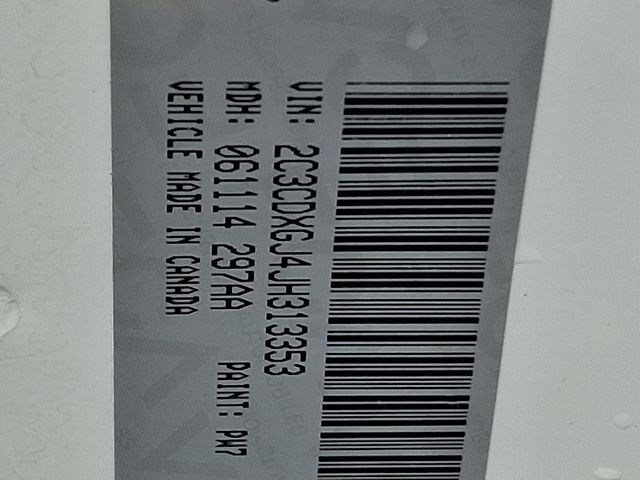 VIN: 2C3CDXGJ4JH313353
MDH: 061114 297AA PAINT: PW7
VEHICLE MADE IN CANADA